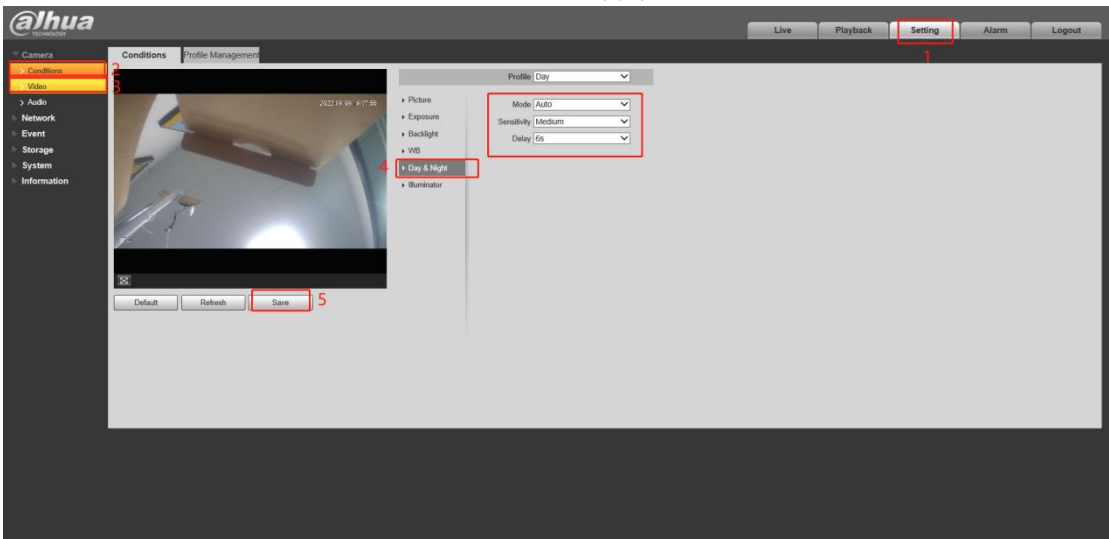 alhua
TECHNOLOGY
Live
Playback
Setting
Alarm
Logout
1
Camera
Conditions
2
Video
3
Audio
Network
Event
Storage
System
Information
Conditions
Profile Management
Profile Day
Picture
Exposure
Backlight
WB
4
Day & Night
Illuminator
Mode Auto
Sensitivity Medium
Delay 6s
Default
Refresh
Save
5